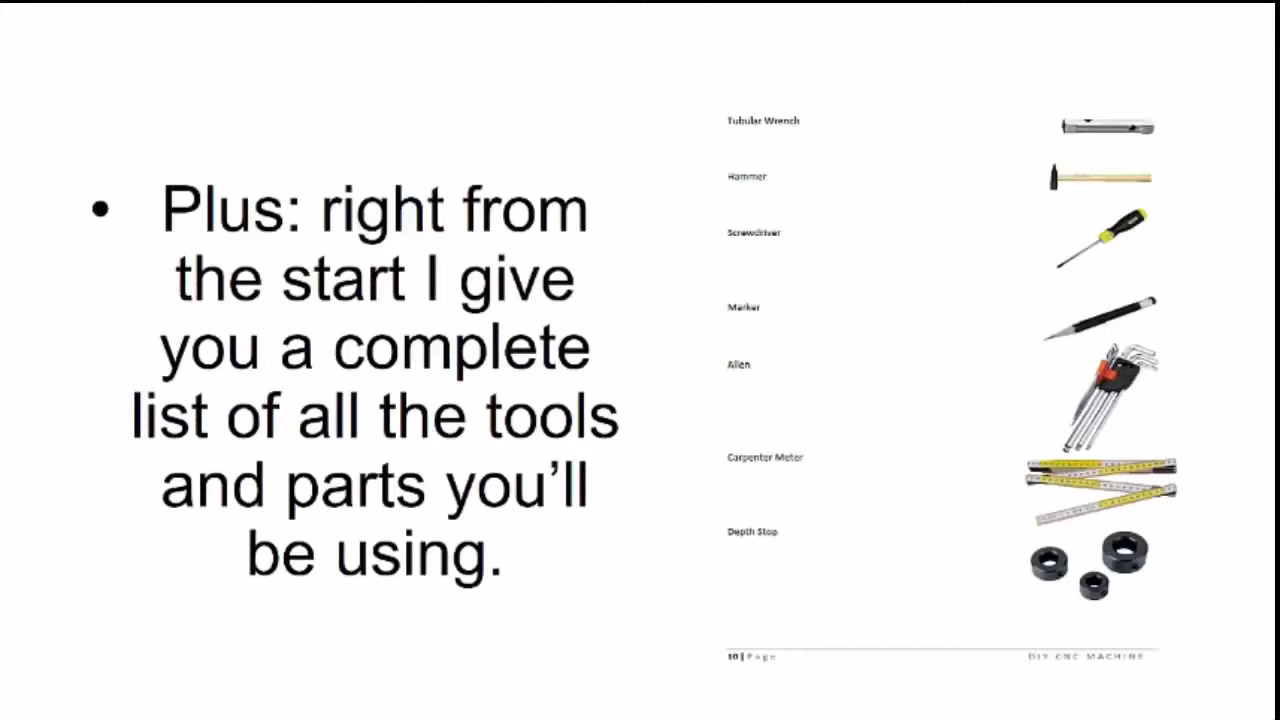 • Plus: right from
the start I give
you a complete
list of all the tools
and parts you’ll
be using.
Tubular Wrench
Hammer
Screwdriver
Marker
Allen
Carpenter Meter
Depth Stop
10 | Page
DIY CNC MACHINE